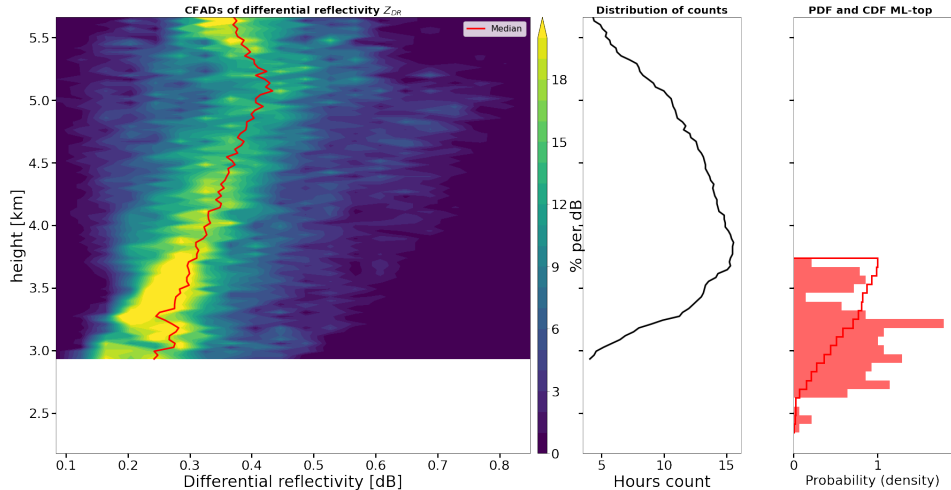 CFADs of differential reflectivity Z_DR
Distribution of counts
PDF and CDF ML-top
Median
5.5
5.0
4.5
4.0
3.5
3.0
2.5
height [km]
0.1 0.2 0.3 0.4 0.5 0.6 0.7 0.8
Differential reflectivity [dB]
18
15
12
9
6
3
0
% per dB
5 10 15
Hours count
0 1
Probability (density)